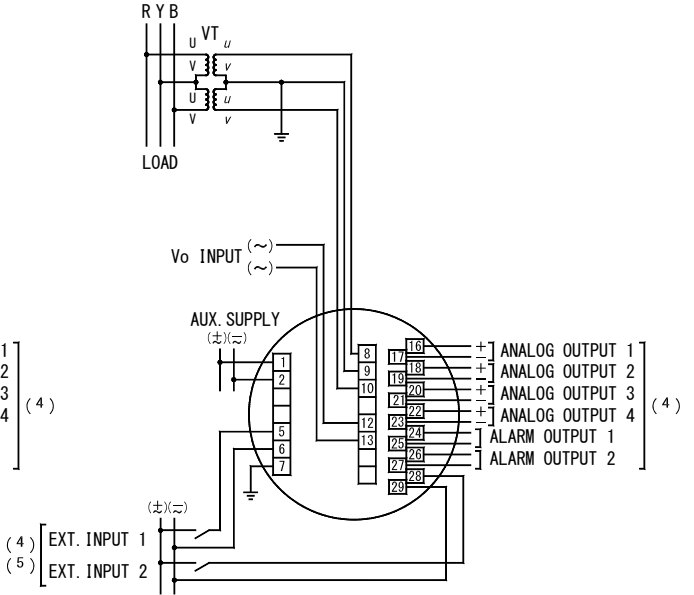 R Y B
VT
U u
V v
U u
V v
LOAD
Vo INPUT (~)
(~)
AUX. SUPPLY
(±)(−)
1
2
5
6
7
8
9
10
12
13
16
17
18
19
20
21
22
23
24
25
26
27
28
29
+
−
ANALOG OUTPUT 1
+
−
ANALOG OUTPUT 2
+
−
ANALOG OUTPUT 3
+
−
ANALOG OUTPUT 4
ALARM OUTPUT 1
ALARM OUTPUT 2
(4)
1
2
3
4
(4)
(4)
(5)
EXT. INPUT 1
EXT. INPUT 2